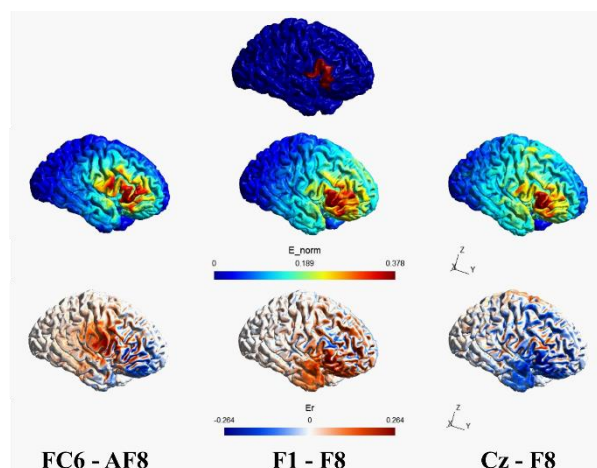 E_norm
0 0.189 0.378
Z
X Y
Er
-0.264 0 0.264
Z
X Y
FC6 - AF8 F1 - F8 Cz - F8